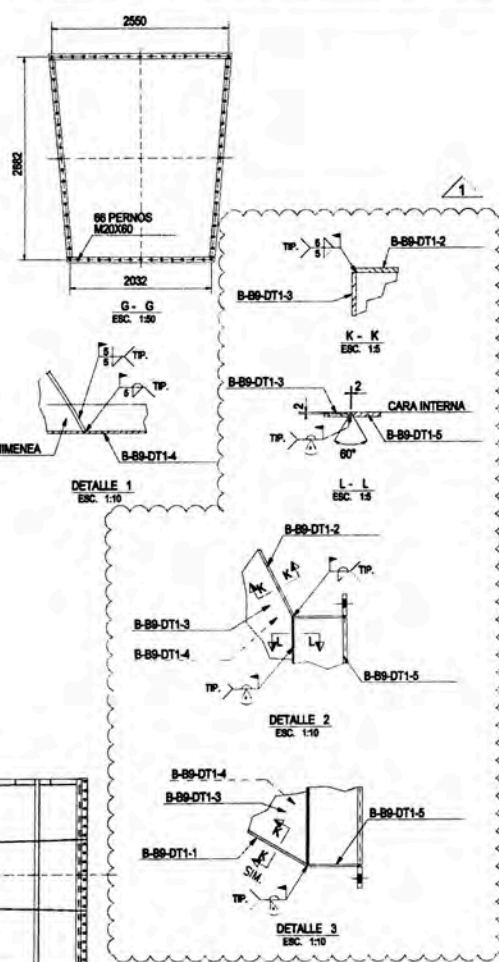 2550
2682
66 PERNOS
M20X60
2032
G - G
ESC. 1:50
1
TIP.
6
5
B-B9-DT1-2
B-B9-DT1-3
K - K
ESC. 1:5
B-B9-DT1-3
2
2
CARA INTERNA
B-B9-DT1-5
TIP.
60°
L - L
ESC. 1:5
5
5
TIP.
5
TIP.
IMENEA
B-B9-DT1-4
DETALLE 1
ESC. 1:10
B-B9-DT1-2
K
K
TIP.
B-B9-DT1-3
B-B9-DT1-4
L
L
TIP.
B-B9-DT1-5
DETALLE 2
ESC. 1:10
B-B9-DT1-4
B-B9-DT1-3
B-B9-DT1-1
K
K
SIM.
B-B9-DT1-5
TIP.
DETALLE 3
ESC. 1:10